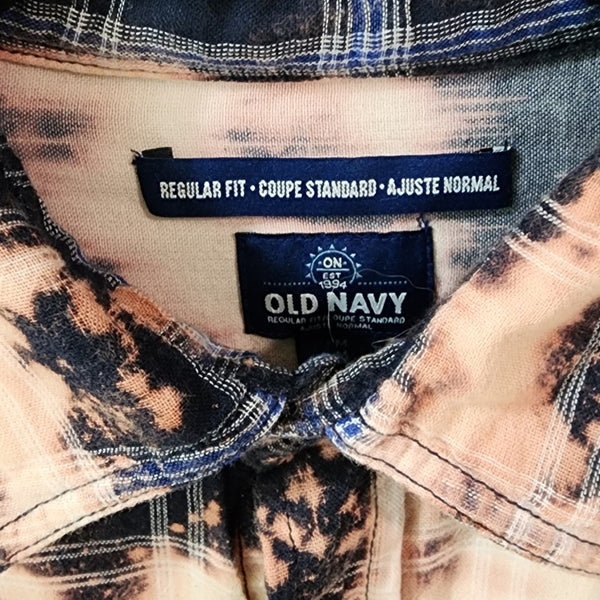 REGULAR FIT • COUPE STANDARD • AJUSTE NORMAL
ON
EST
1994
OLD NAVY
REGULAR FIT COUPE STANDARD
AJUSTE NORMAL
M